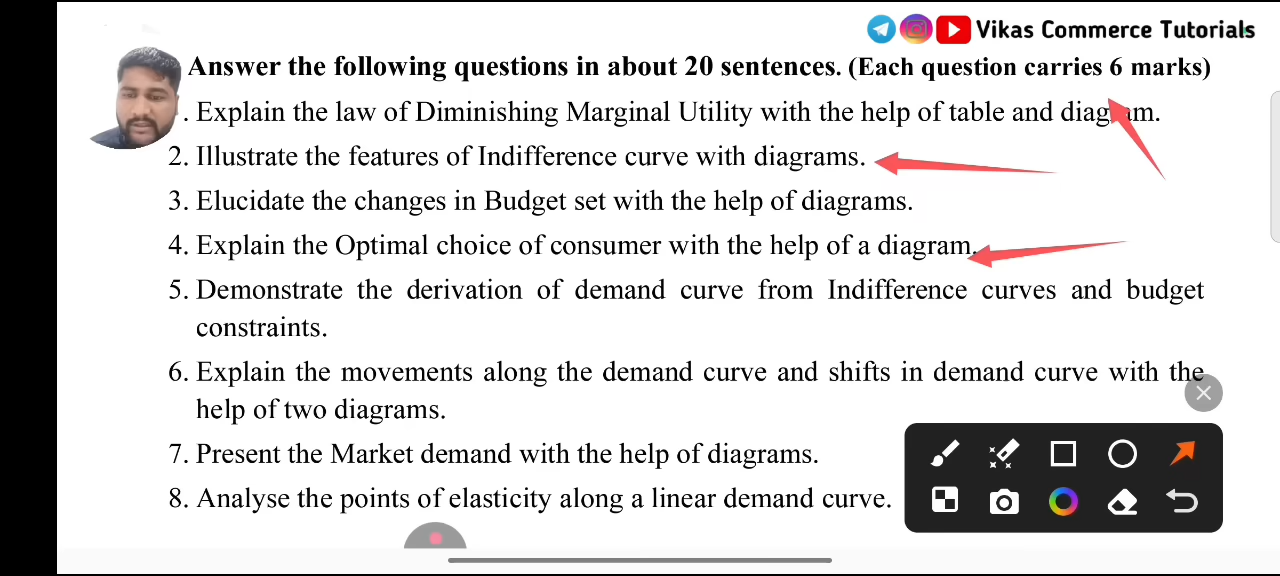 Vikas Commerce Tutorials
Answer the following questions in about 20 sentences. (Each question carries 6 marks)
. Explain the law of Diminishing Marginal Utility with the help of table and diagram.
2. Illustrate the features of Indifference curve with diagrams.
3. Elucidate the changes in Budget set with the help of diagrams.
4. Explain the Optimal choice of consumer with the help of a diagram.
5. Demonstrate the derivation of demand curve from Indifference curves and budget
constraints.
6. Explain the movements along the demand curve and shifts in demand curve with the
help of two diagrams.
7. Present the Market demand with the help of diagrams.
8. Analyse the points of elasticity along a linear demand curve.